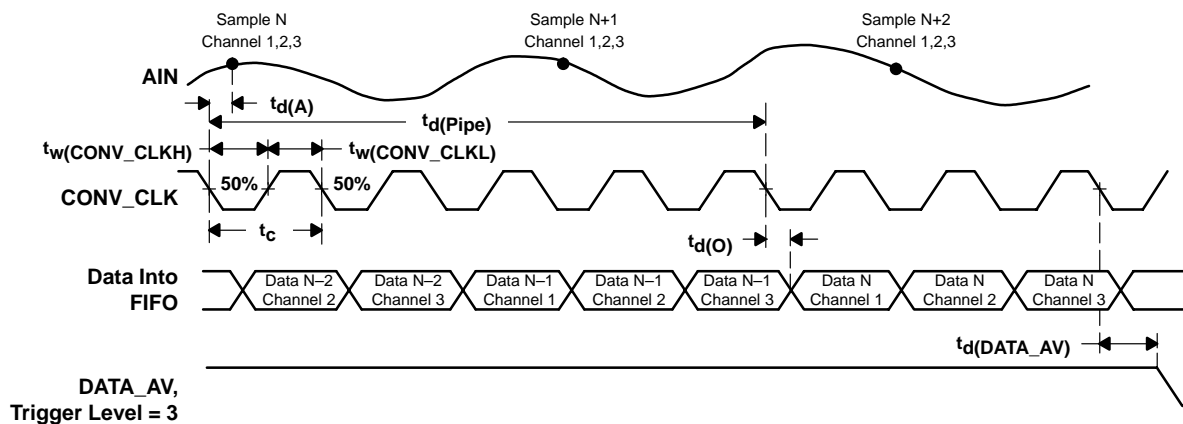 Sample N
Channel 1,2,3
Sample N+1
Channel 1,2,3
Sample N+2
Channel 1,2,3
AIN
td(A)
td(Pipe)
tw(CONV_CLKH)
tw(CONV_CLKL)
50%
50%
CONV_CLK
tc
td(O)
Data Into
FIFO
Data N–2
Channel 2
Data N–2
Channel 3
Data N–1
Channel 1
Data N–1
Channel 2
Data N–1
Channel 3
Data N
Channel 1
Data N
Channel 2
Data N
Channel 3
td(DATA_AV)
DATA_AV,
Trigger Level = 3